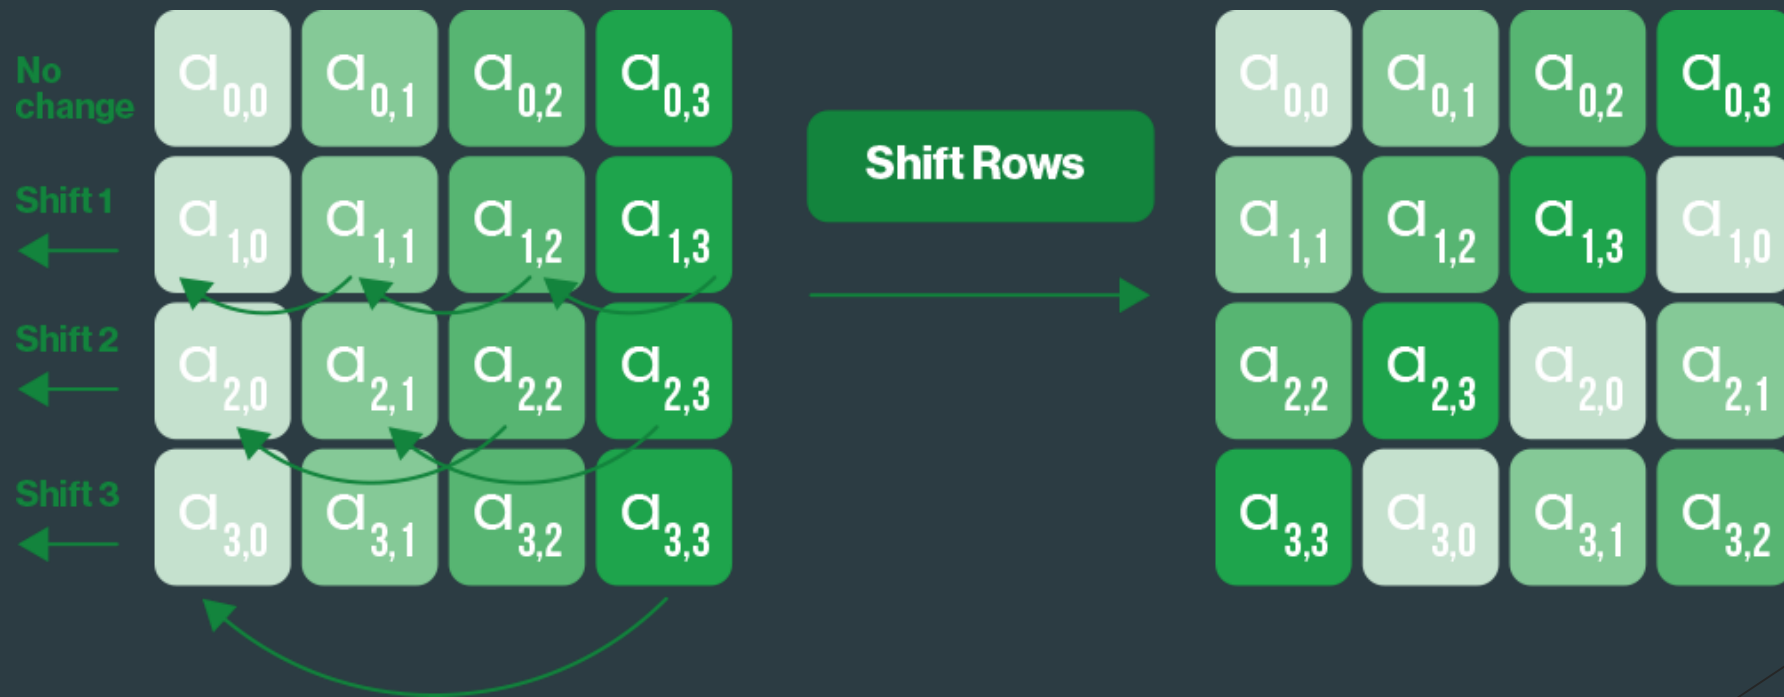 No
change
a0,0 a0,1 a0,2 a0,3
Shift 1
a1,0 a1,1 a1,2 a1,3
Shift 2
a2,0 a2,1 a2,2 a2,3
Shift 3
a3,0 a3,1 a3,2 a3,3
Shift Rows
a0,0 a0,1 a0,2 a0,3
a1,1 a1,2 a1,3 a1,0
a2,2 a2,3 a2,0 a2,1
a3,3 a3,0 a3,1 a3,2